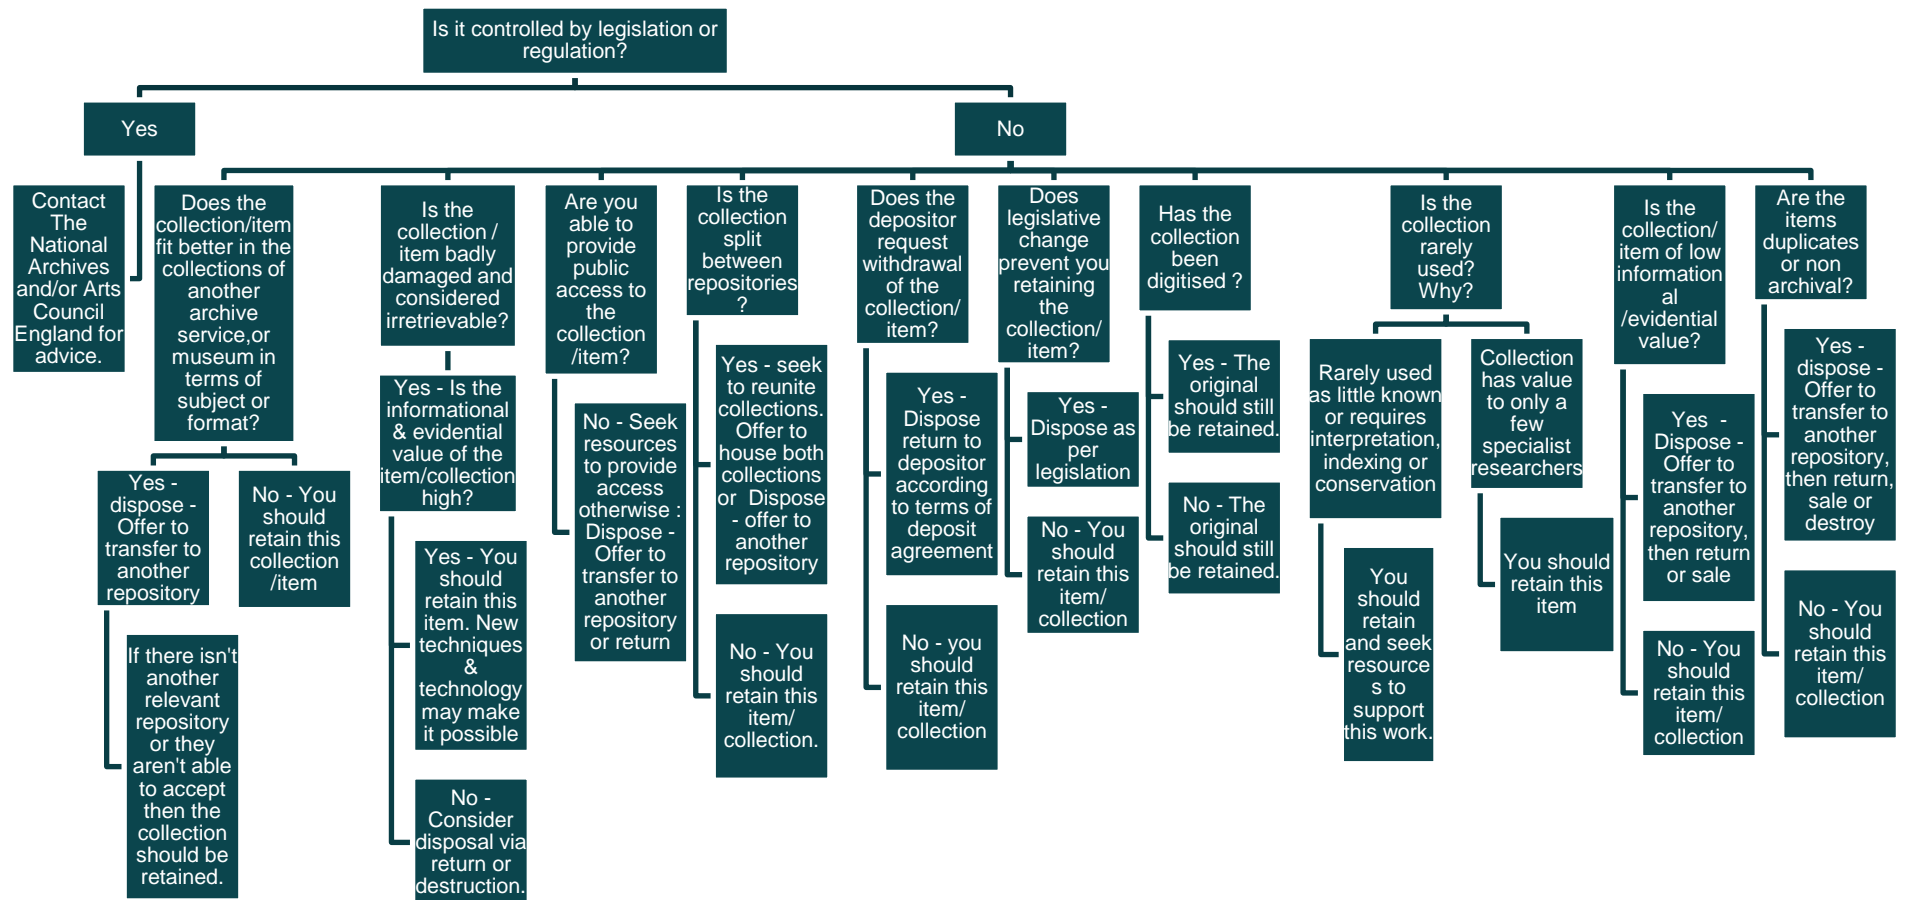 Is it controlled by legislation or
regulation?
Yes
No
Contact
The
National
Archives
and/or Arts
Council
England for
advice.
Does the
collection/item
fit better in the
collections of
another
archive
service,or
museum in
terms of
subject or
format?
Yes -
dispose -
Offer to
transfer to
another
repository
If there isn't
another
relevant
repository
or they
aren't able
to accept
then the
collection
should be
retained.
No - You
should
retain this
collection
/item
Is the
collection /
item badly
damaged and
considered
irretrievable?
Yes - Is the
informational
& evidential
value of the
item/collection
high?
Yes - You
should
retain this
item. New
techniques
&
technology
may make
it possible
No -
Consider
disposal via
return or
destruction.
Are you
able to
provide
public
access to
the
collection
/item?
No - Seek
resources
to provide
access
otherwise :
Dispose -
Offer to
transfer to
another
repository
or return
Is the
collection
split
between
repositories
?
Yes - seek
to reunite
collections.
Offer to
house both
collections
or Dispose
- offer to
another
repository
No - You
should
retain this
item/
collection.
Does the
depositor
request
withdrawal
of the
collection/
item?
Yes -
Dispose
return to
depositor
according
to terms of
deposit
agreement
No - you
should
retain this
item/
collection
Does
legislative
change
prevent you
retaining
the
collection/
item?
Yes -
Dispose as
per
legislation
No - You
should
retain this
item/
collection
Has the
collection
been
digitised ?
Yes - The
original
should still
be retained.
No - The
original
should still
be retained.
Is the
collection
rarely
used?
Why?
Rarely used
as little known
or requires
interpretation,
indexing or
conservation
You
should
retain
and seek
resource
s to
support
this work.
Collection
has value
to only a
few
specialist
researchers
You should
retain this
item
Is the
collection/
item of low
information
al
/evidential
value?
Yes -
Dispose -
Offer to
transfer to
another
repository,
then return
or sale
No - You
should
retain this
item/
collection
Are the
items
duplicates
or non
archival?
Yes -
dispose -
Offer to
transfer to
another
repository,
then return,
sale or
destroy
No - You
should
retain this
item/
collection